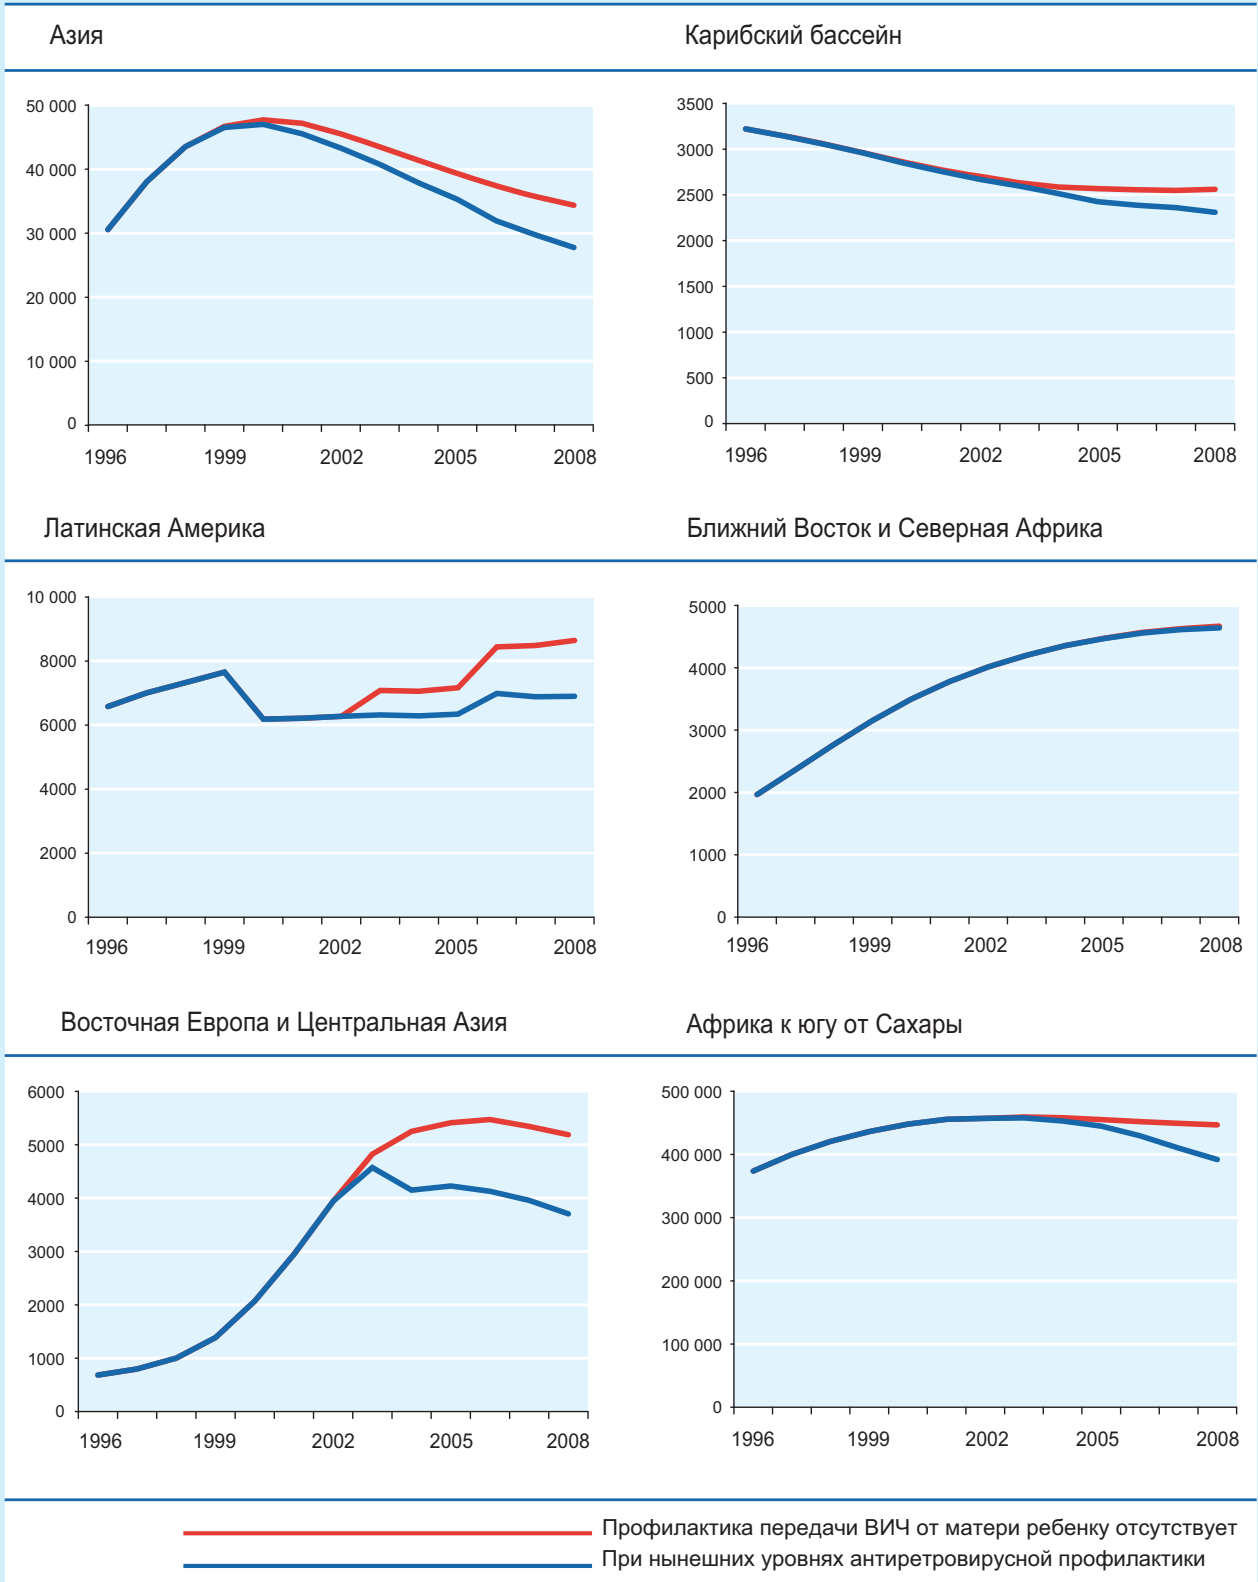 Азия
Карибский бассейн
50 000
40 000
30 000
20 000
10 000
0
1996 1999 2002 2005 2008
3500
3000
2500
2000
1500
1000
500
0
1996 1999 2002 2005 2008
Латинская Америка
Ближний Восток и Северная Африка
10 000
8000
6000
4000
2000
0
1996 1999 2002 2005 2008
5000
4000
3000
2000
1000
0
1996 1999 2002 2005 2008
Восточная Европа и Центральная Азия
Африка к югу от Сахары
6000
5000
4000
3000
2000
1000
0
1996 1999 2002 2005 2008
500 000
400 000
300 000
200 000
100 000
0
1996 1999 2002 2005 2008
Профилактика передачи ВИЧ от матери ребенку отсутствует
При нынешних уровнях антиретровирусной профилактики